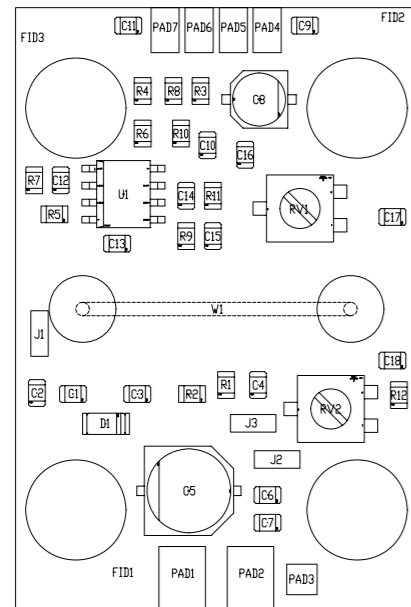 FID2
C11 PAD7 PAD6 PAD5 PAD4 C9
FID3
R4 R8 R3 C8
R6 R10 C10 C16
R7 C12 U1 C14 R11 RV1
R5 C17
C13 R9 C15
W1
J1
C18
C2 C1 C3 R2 R1 C4 RV2 R12
D1 J3
J2
C5 C6
C7
FID1 PAD1 PAD2 PAD3